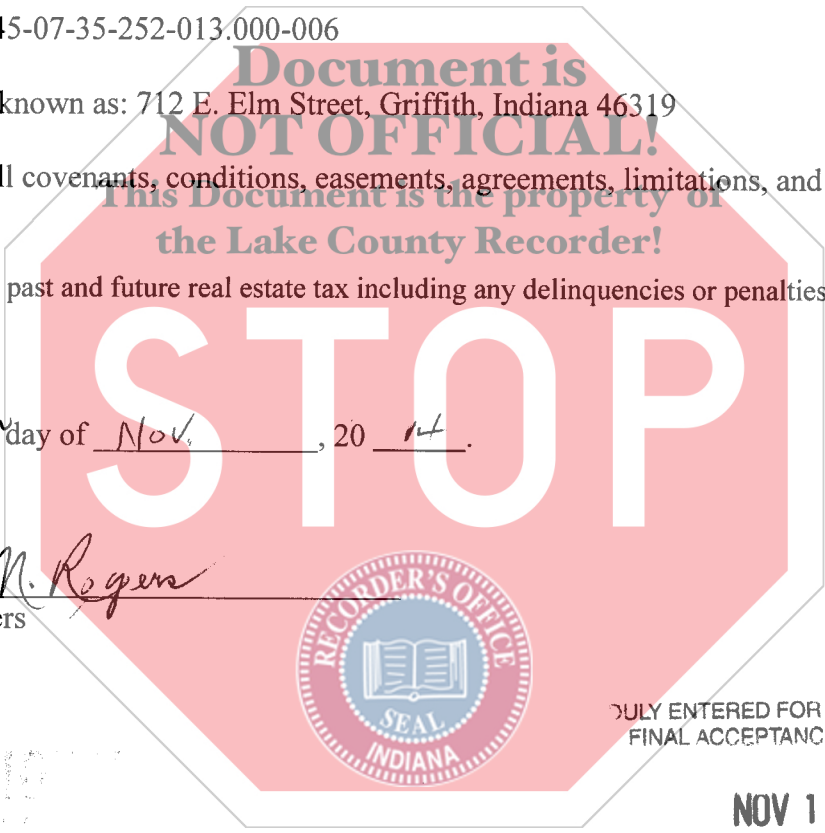 45-07-35-252-013.000-006
Document is
known as: 712 E. Elm Street, Griffith, Indiana 46319
NOT OFFICIAL!
ll covenants, conditions, easements, agreements, limitations, and
This Document is the property of
the Lake County Recorder!
past and future real estate tax including any delinquencies or penalties
STOP
day of Nov. , 20 14 .
N. Rogers
ers
RECORDER'S OFFICE
SEAL
INDIANA
DULY ENTERED FOR
FINAL ACCEPTANC
NOV 1